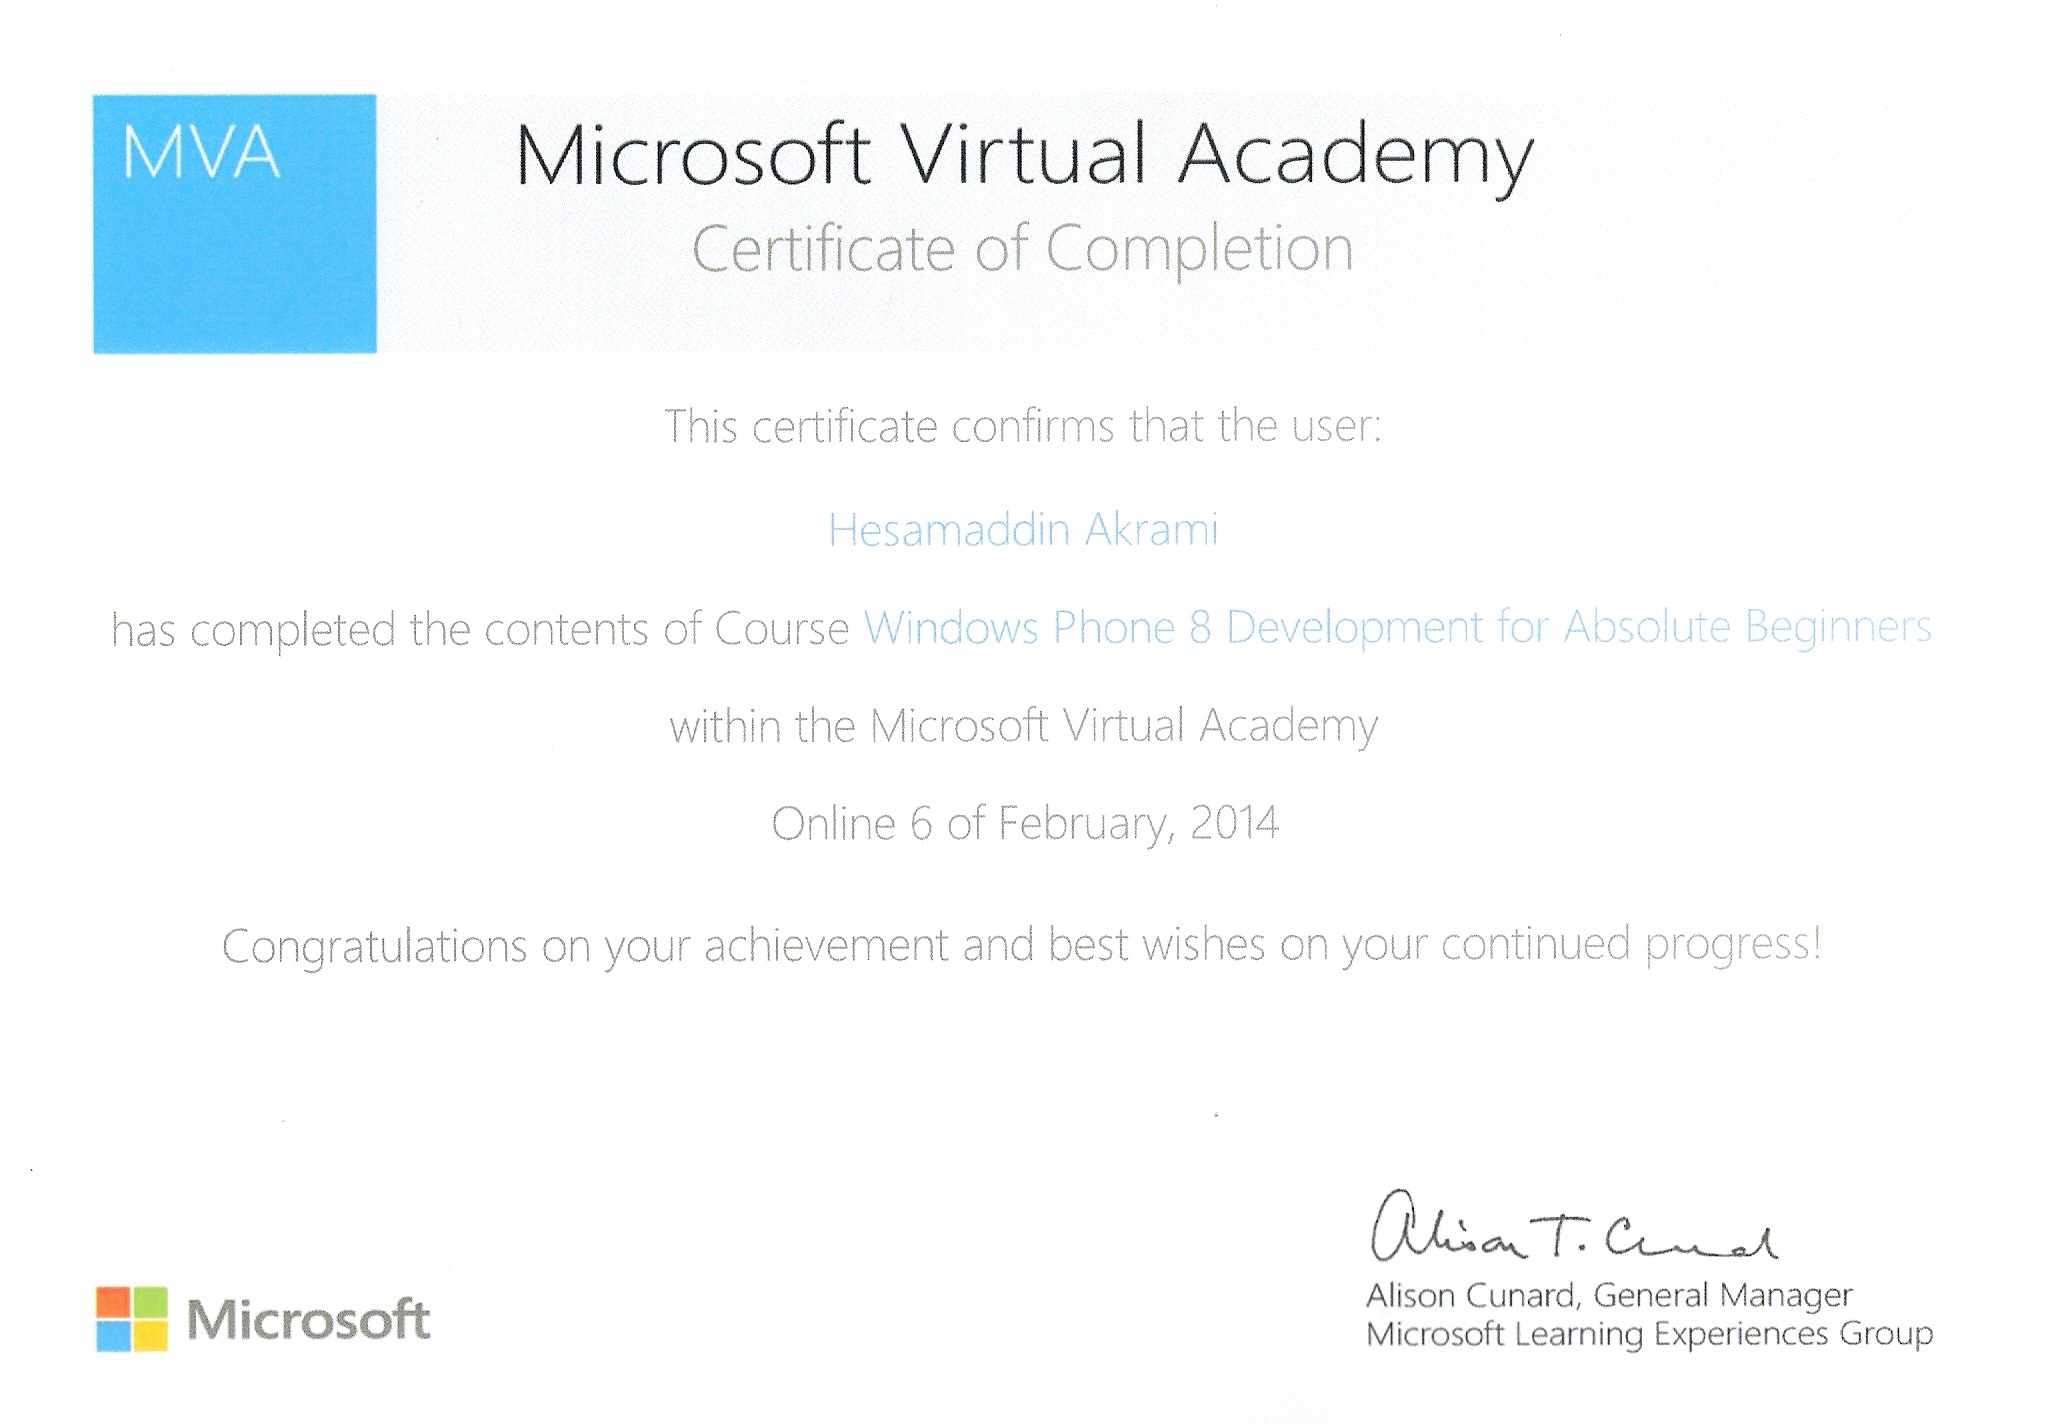 MVA
Microsoft Virtual Academy
Certificate of Completion
This certificate confirms that the user:
Hesamaddin Akrami
has completed the contents of Course Windows Phone 8 Development for Absolute Beginners
within the Microsoft Virtual Academy
Online 6 of February, 2014
Congratulations on your achievement and best wishes on your continued progress!
Alison T. Cunard
Alison Cunard, General Manager
Microsoft Learning Experiences Group
Microsoft